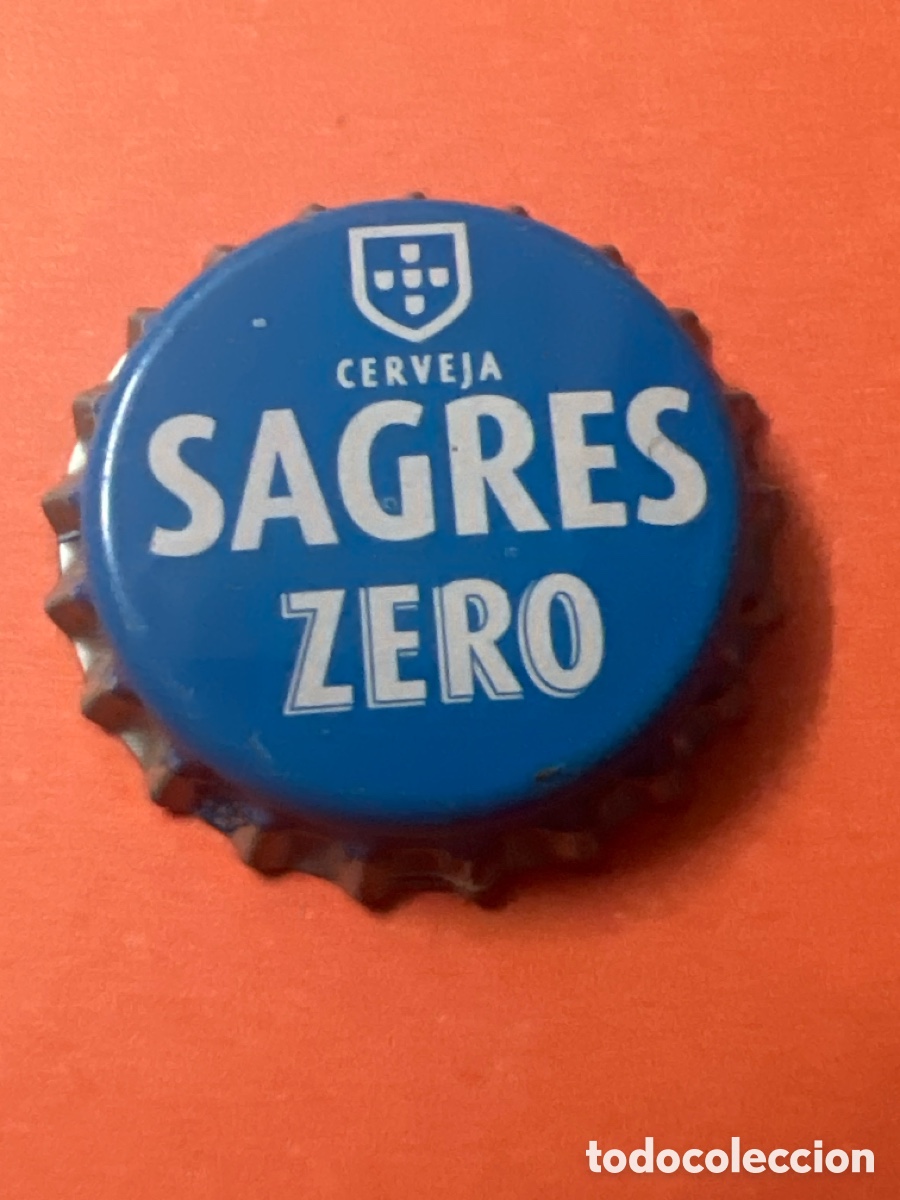 CERVEJA
SAGRES
ZERO
todocoleccion